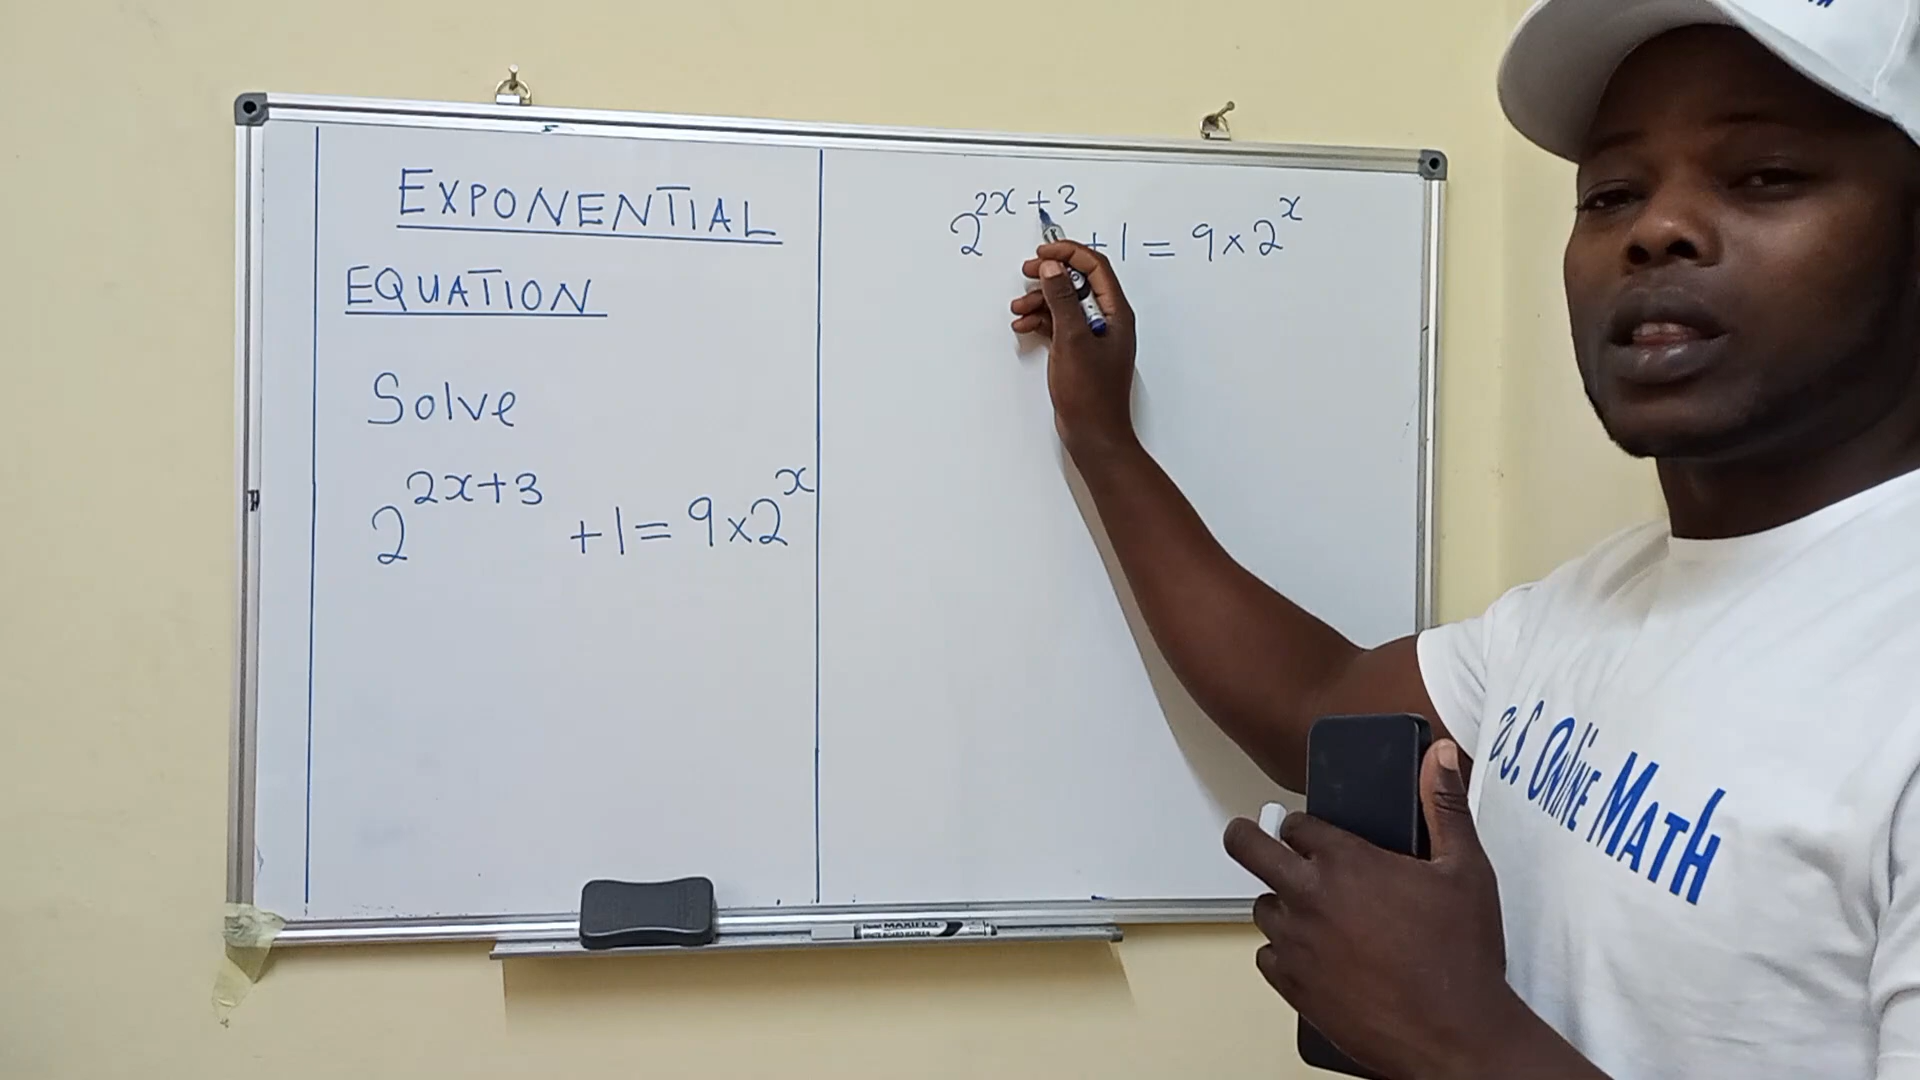 EXPONENTIAL
EQUATION
Solve
2^{2x+3} +1=9×2^x
2^{2x+3} +1=9×2^x
S. ONLINE MATH